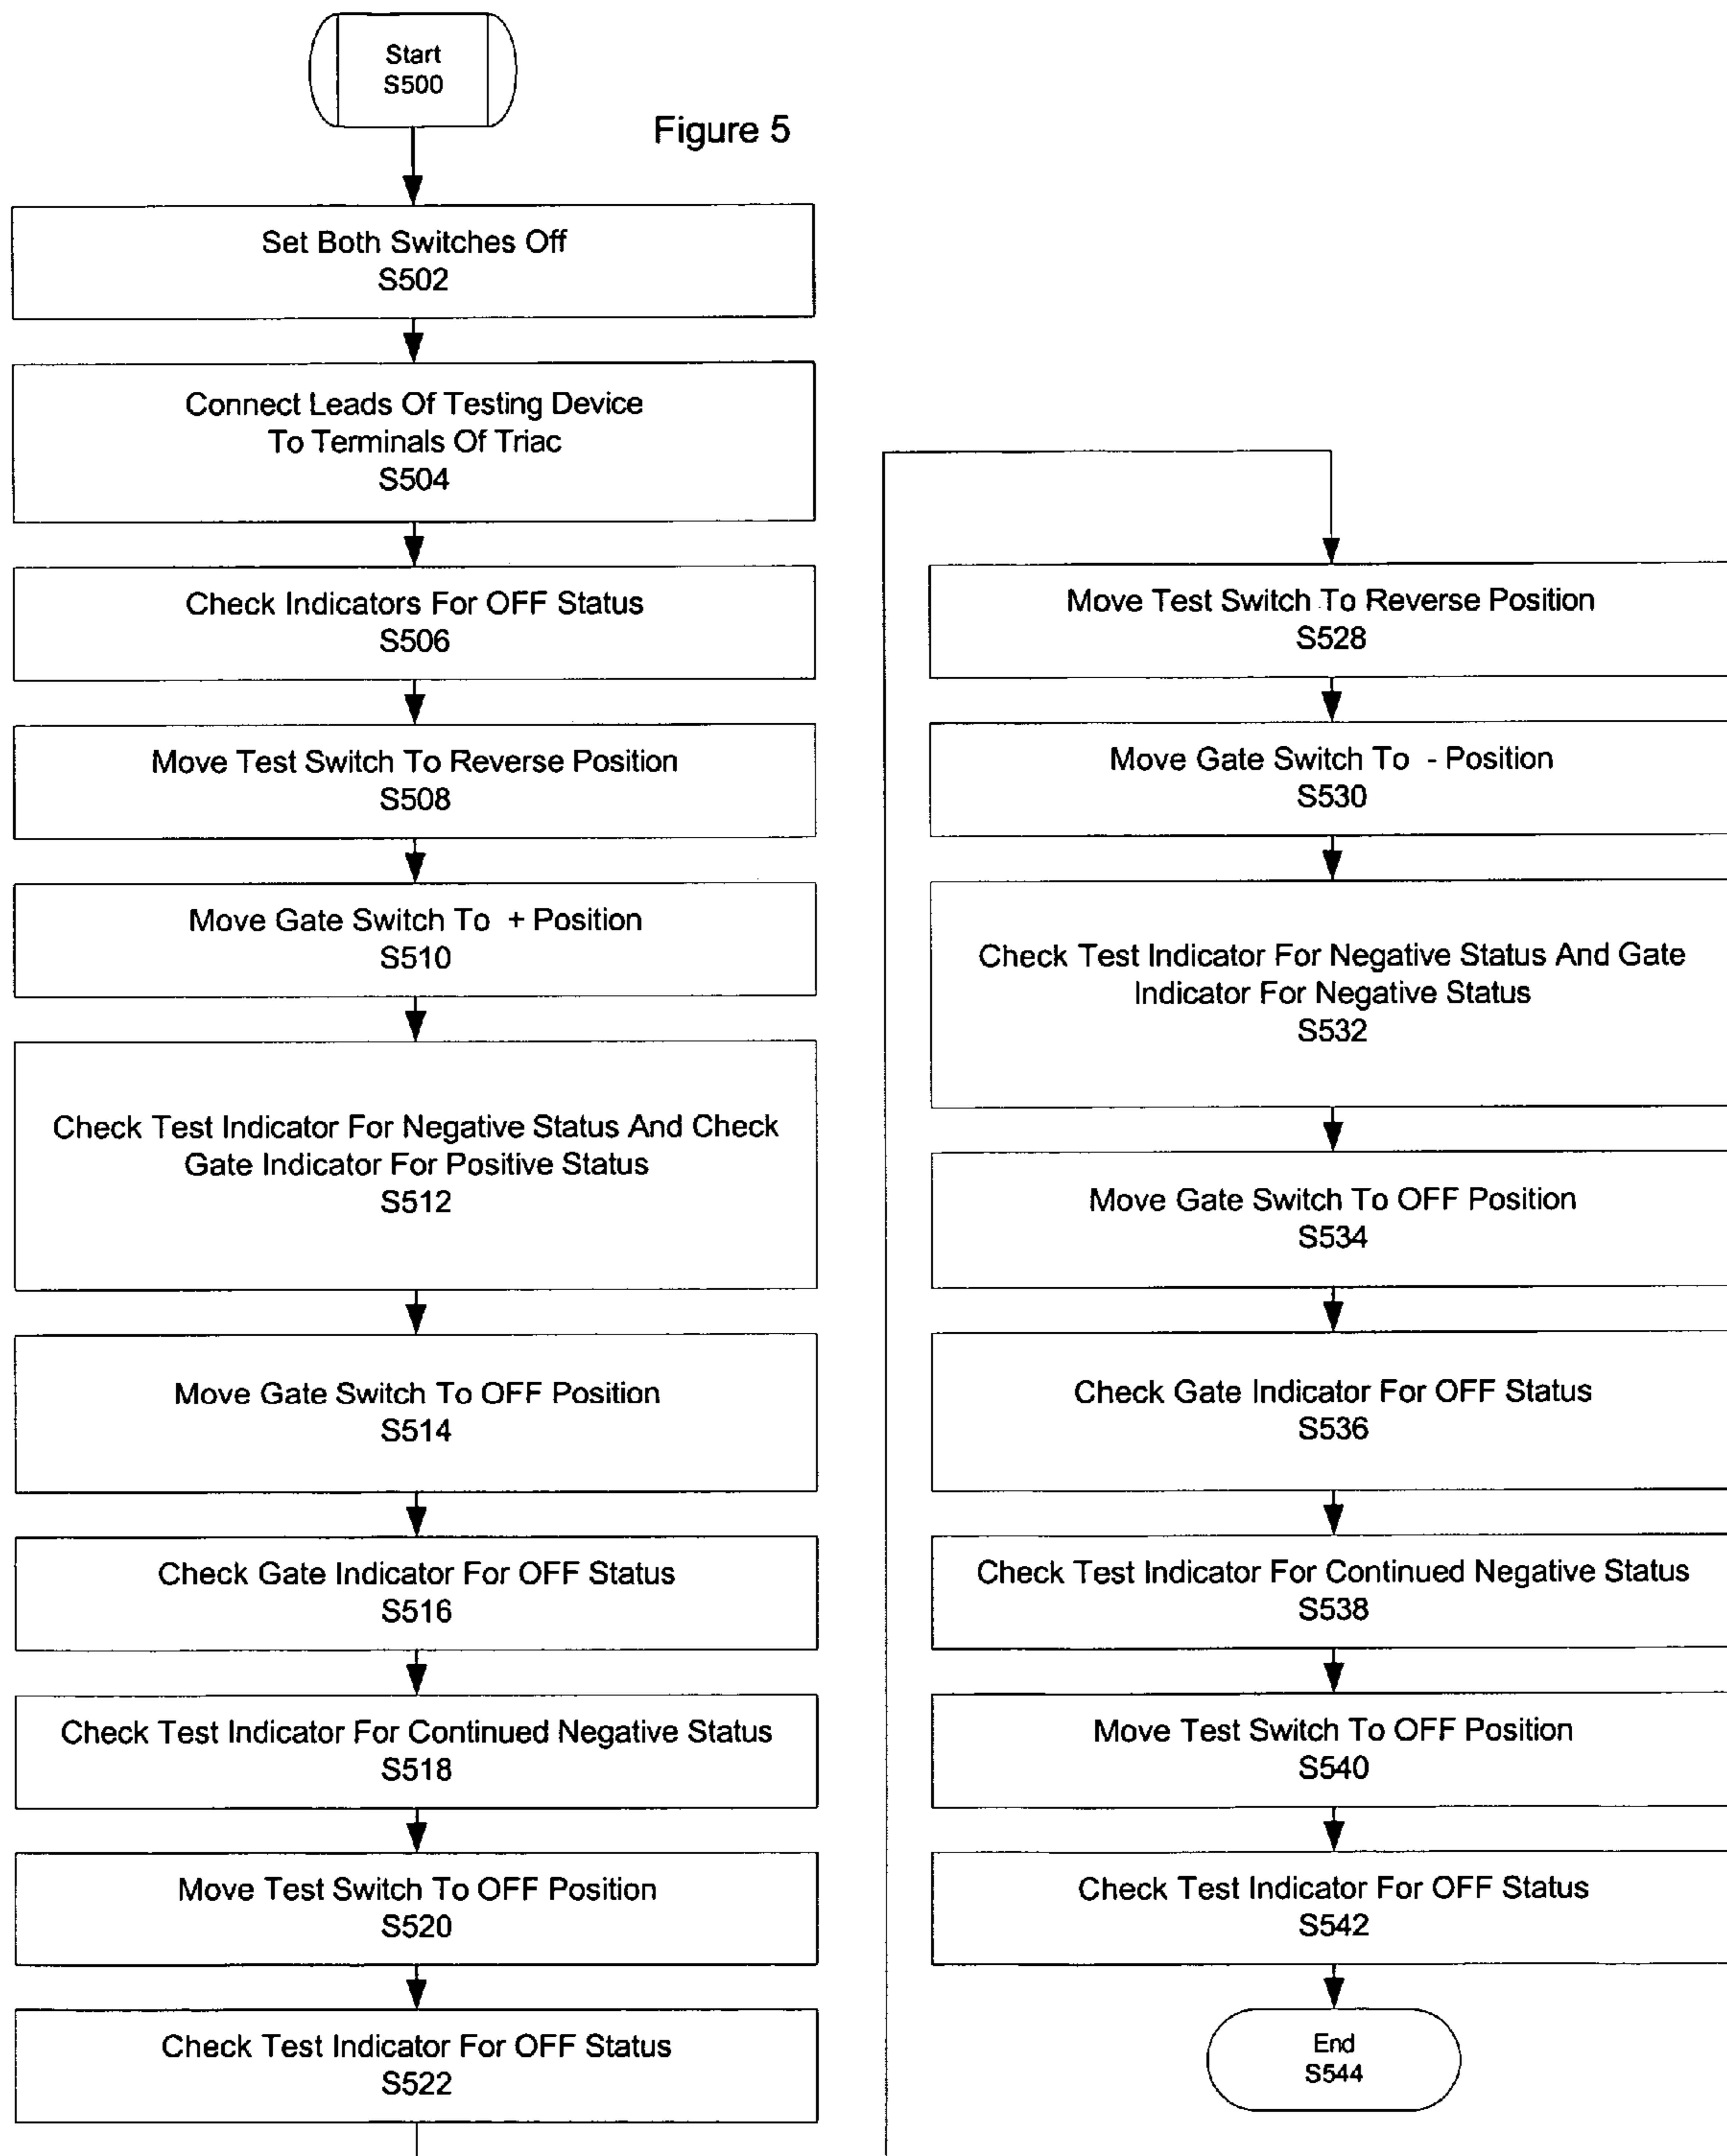 Start
S500
Figure 5
Set Both Switches Off
S502
Connect Leads Of Testing Device
To Terminals Of Triac
S504
Check Indicators For OFF Status
S506
Move Test Switch To Reverse Position
S508
Move Gate Switch To + Position
S510
Check Test Indicator For Negative Status And Check
Gate Indicator For Positive Status
S512
Move Gate Switch To OFF Position
S514
Check Gate Indicator For OFF Status
S516
Check Test Indicator For Continued Negative Status
S518
Move Test Switch To OFF Position
S520
Check Test Indicator For OFF Status
S522
Move Test Switch To Reverse Position
S528
Move Gate Switch To - Position
S530
Check Test Indicator For Negative Status And Gate
Indicator For Negative Status
S532
Move Gate Switch To OFF Position
S534
Check Gate Indicator For OFF Status
S536
Check Test Indicator For Continued Negative Status
S538
Move Test Switch To OFF Position
S540
Check Test Indicator For OFF Status
S542
End
S544